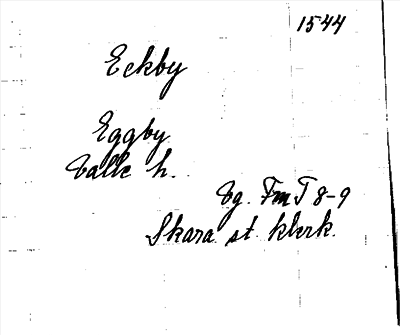 1544
Eckby
Eggby
Valle h.
Vg. FmT 8-9
Skara st. klerk.